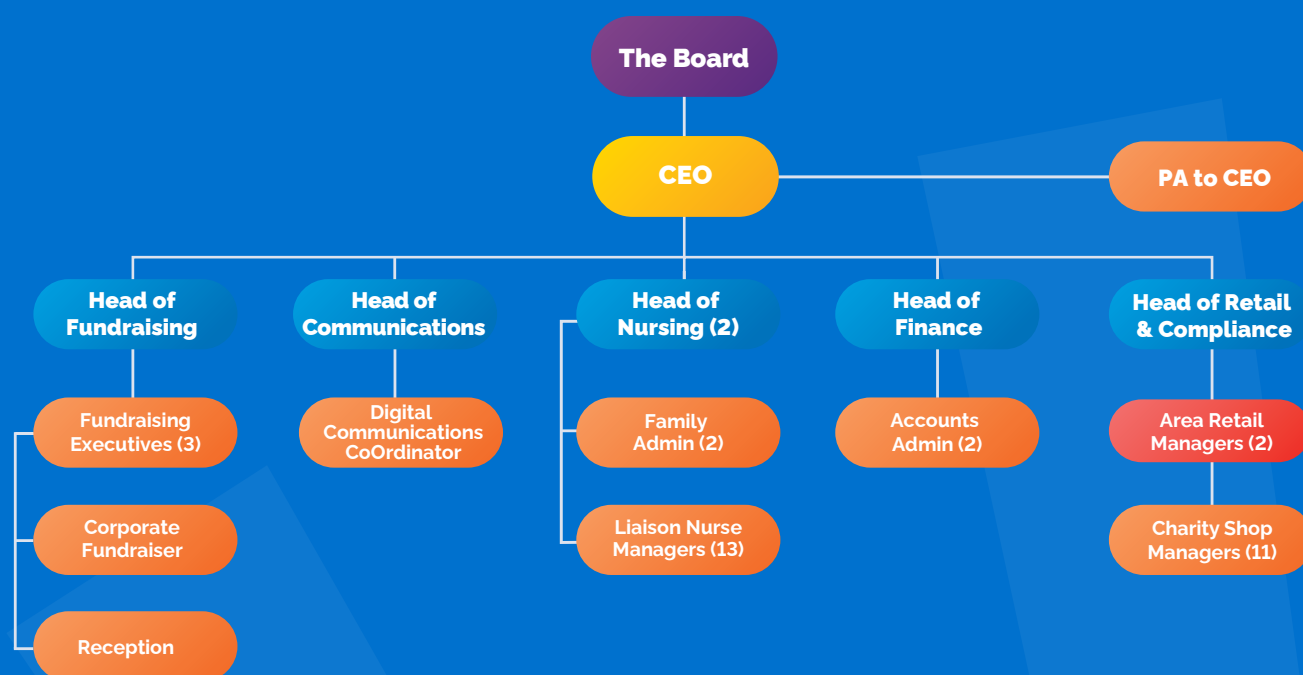 The Board
CEO
PA to CEO
Head of
Fundraising
Head of
Communications
Head of
Nursing (2)
Head of
Finance
Head of Retail
& Compliance
Fundraising
Executives (3)
Digital
Communications
CoOrdinator
Family
Admin (2)
Accounts
Admin (2)
Area Retail
Managers (2)
Corporate
Fundraiser
Liaison Nurse
Managers (13)
Charity Shop
Managers (11)
Reception